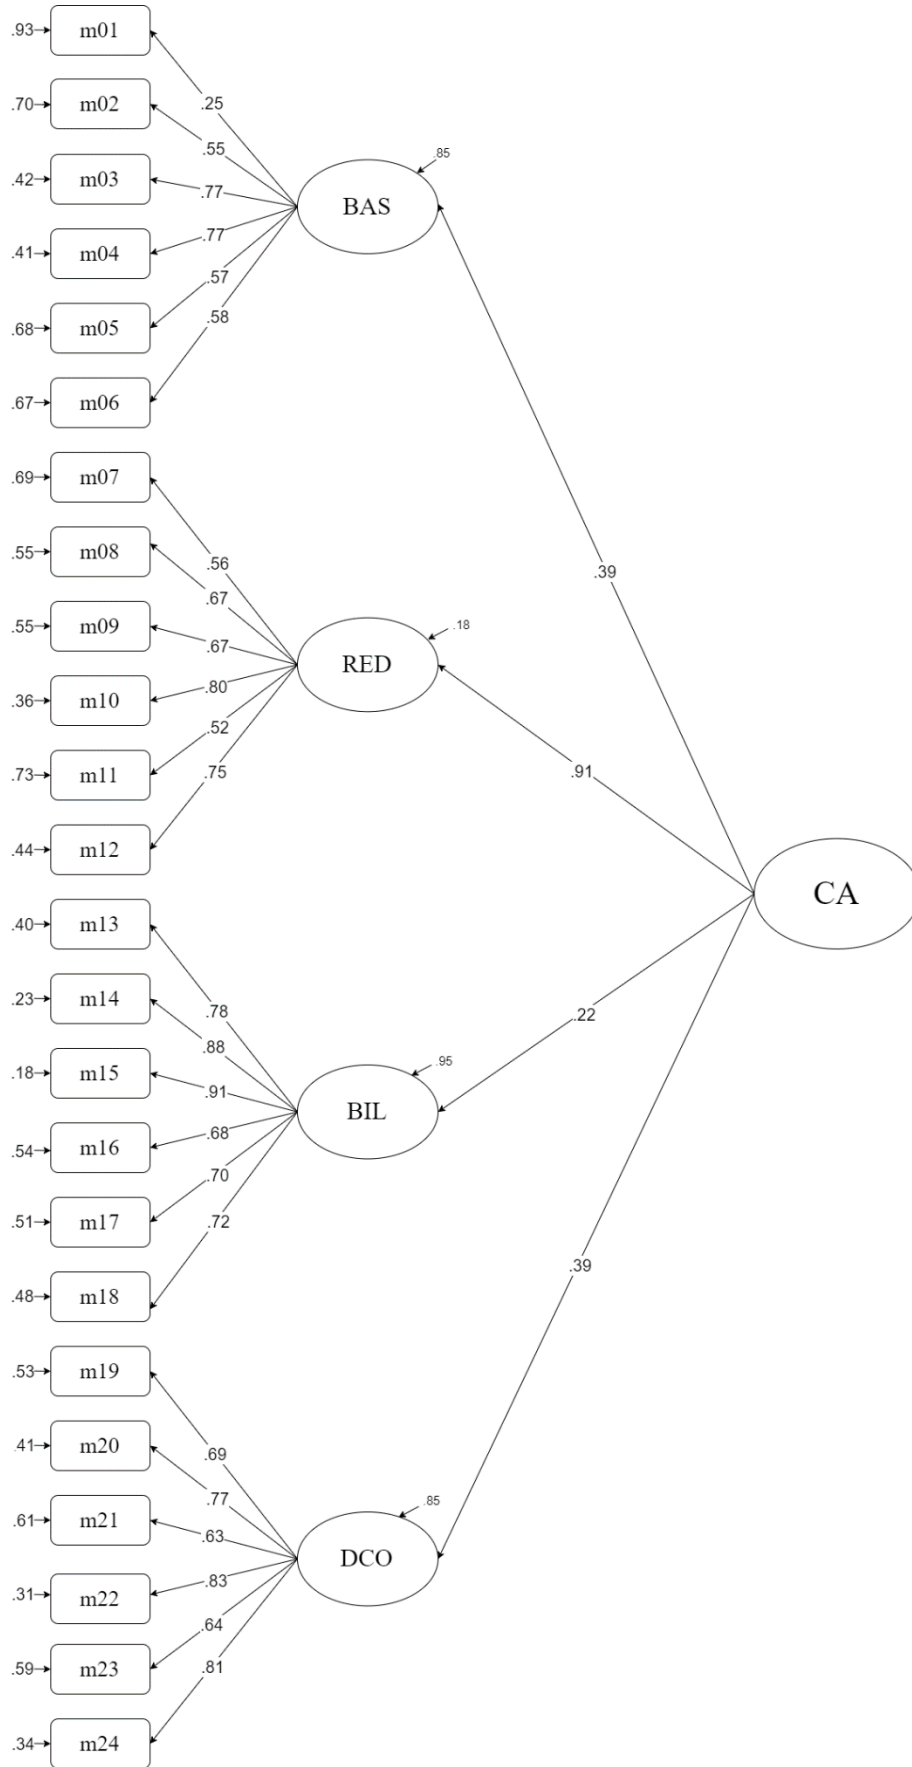 .93 m01
.25
.70 m02
.55
.85
.42 m03
.77
BAS
.77
.41 m04
.57
.68 m05
.58
.67 m06
.69 m07
.56
.55 m08
.39
.67
.55 m09
.18
.67
RED
.80
.36 m10
.52
.73 m11
.75
.91
.44 m12
CA
.40 m13
.78
.23 m14
.22
.88
.95
.18 m15
.91
BIL
.68
.54 m16
.70
.51 m17
.72
.48 m18
.39
.53 m19
.69
.41 m20
.77
.85
.61 m21
.63
DCO
.83
.31 m22
.64
.59 m23
.81
.34 m24